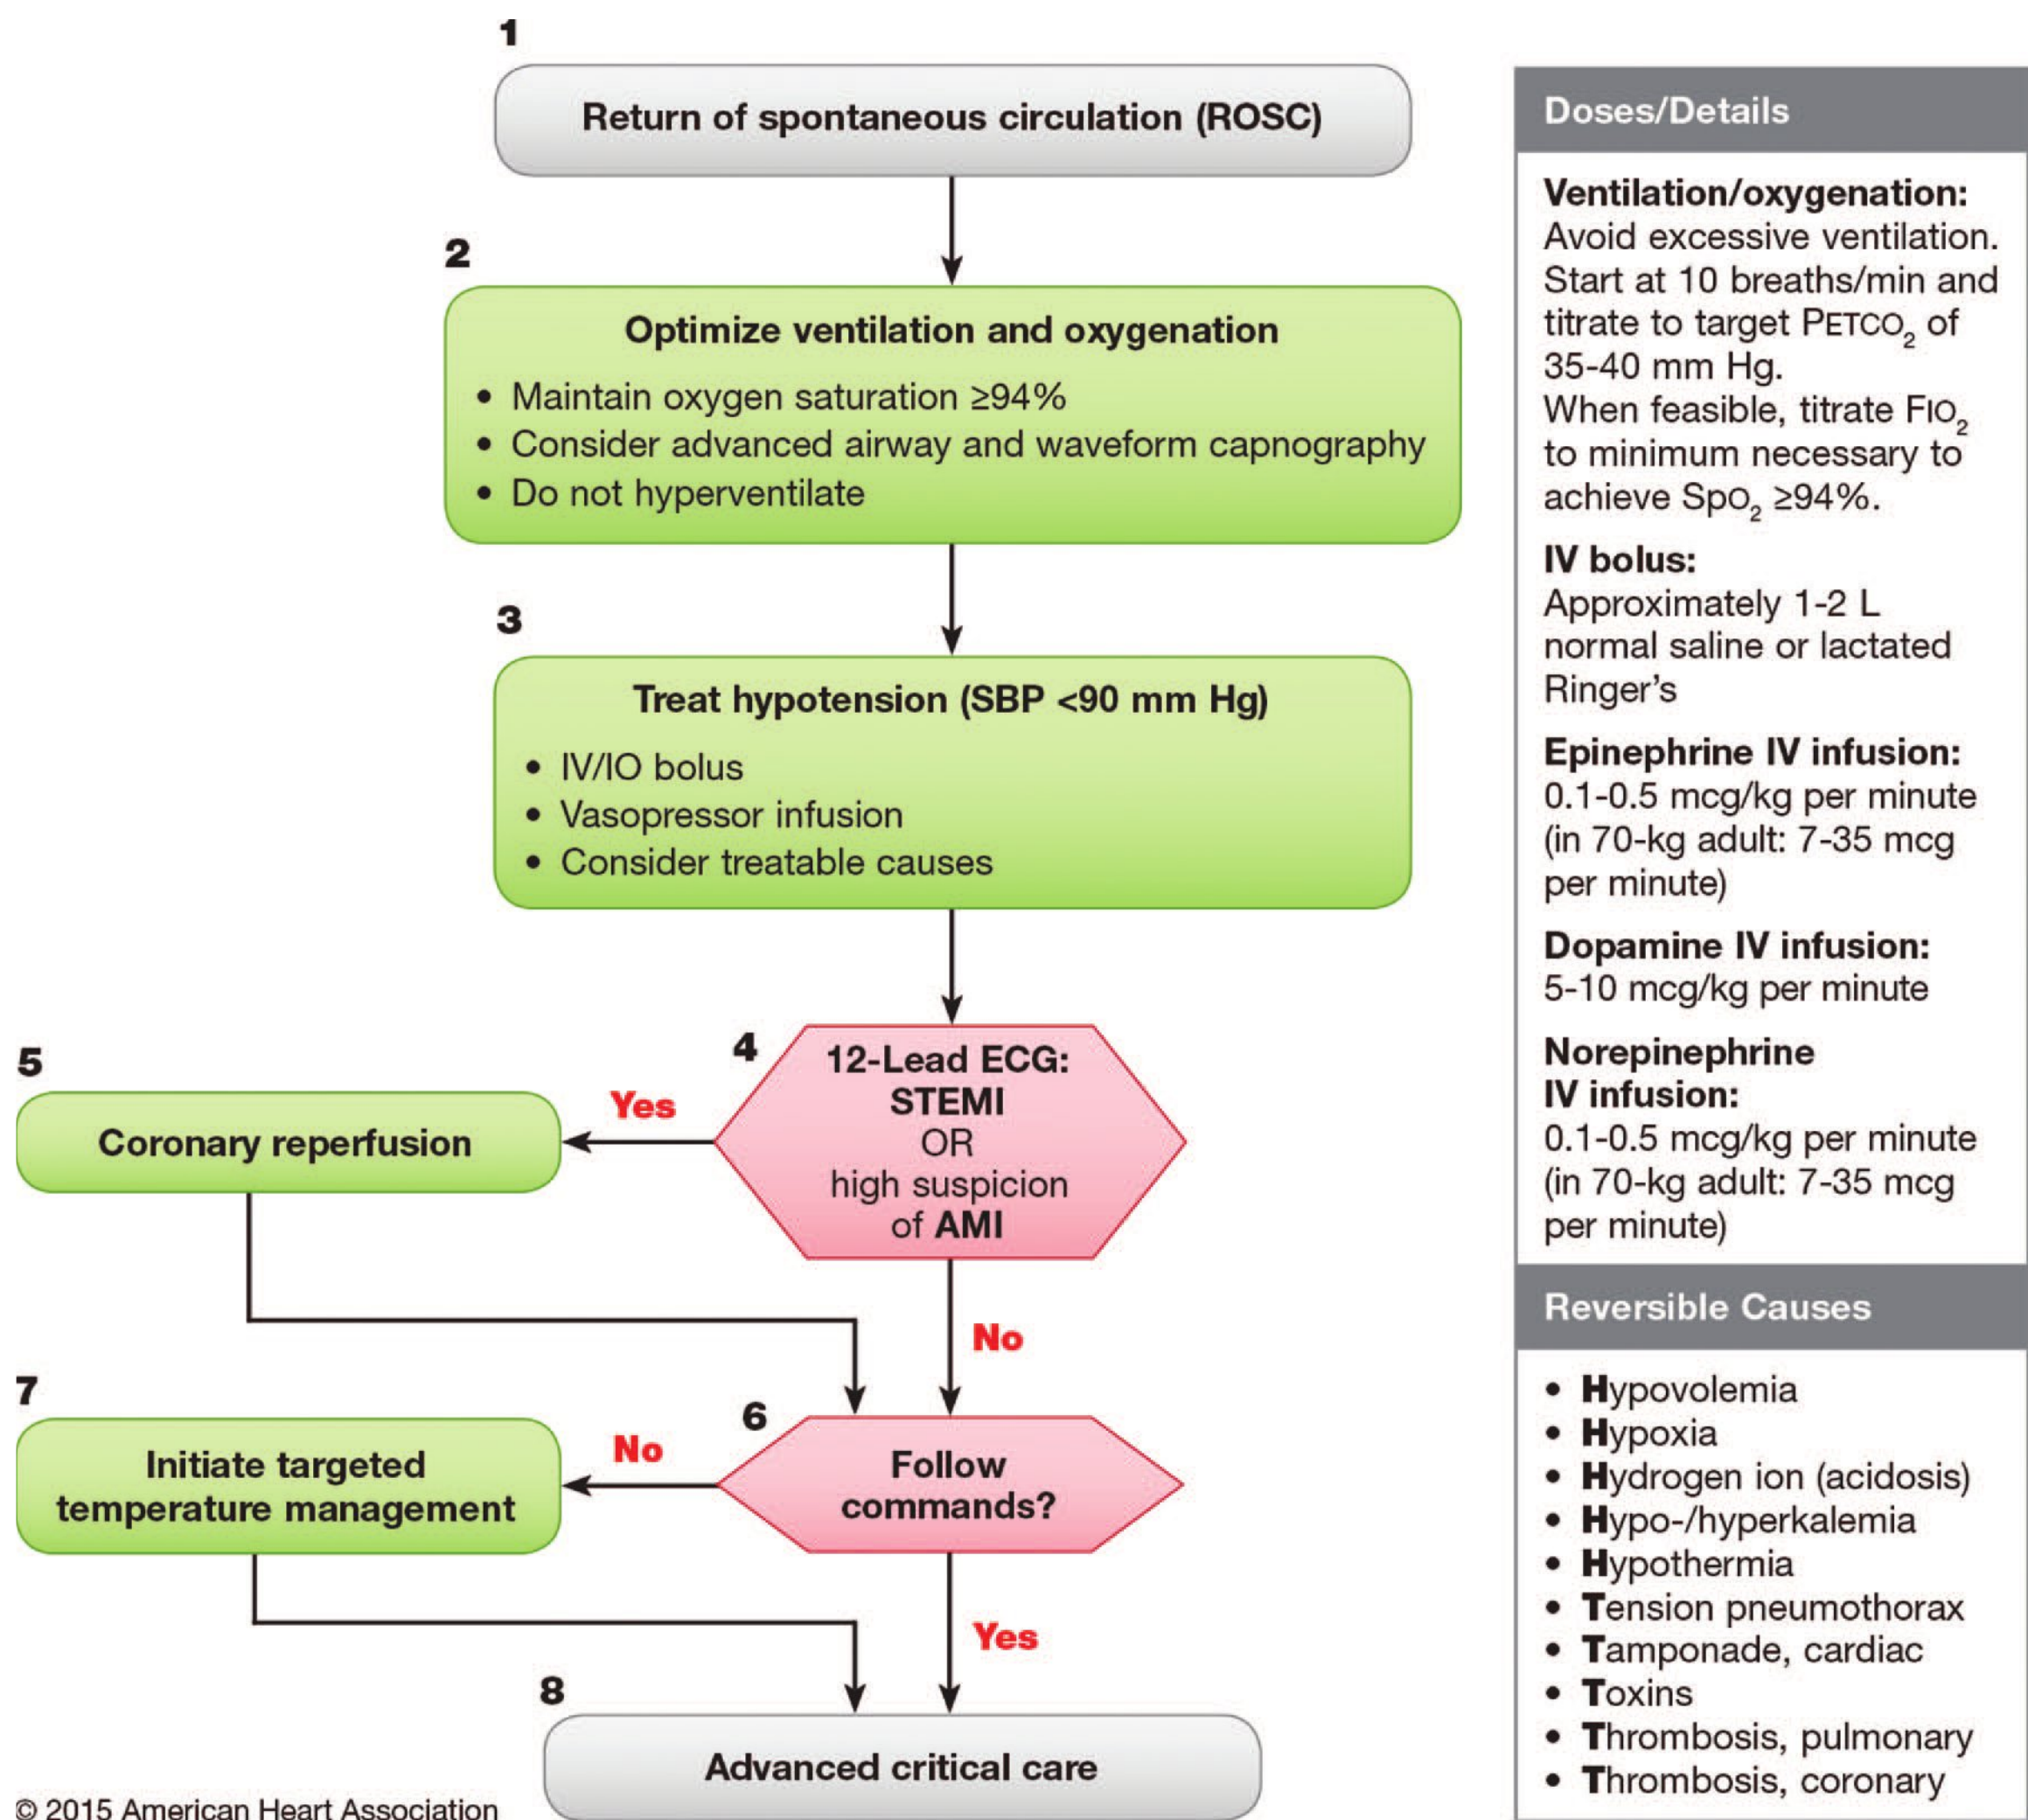 1
Return of spontaneous circulation (ROSC)
2
Optimize ventilation and oxygenation
• Maintain oxygen saturation ≥94%
• Consider advanced airway and waveform capnography
• Do not hyperventilate
3
Treat hypotension (SBP <90 mm Hg)
• IV/IO bolus
• Vasopressor infusion
• Consider treatable causes
4
12-Lead ECG:
STEMI
OR
high suspicion
of AMI
Yes
5
Coronary reperfusion
No
6
Follow
commands?
No
7
Initiate targeted
temperature management
Yes
8
Advanced critical care
© 2015 American Heart Association
Doses/Details
Ventilation/oxygenation:
Avoid excessive ventilation.
Start at 10 breaths/min and
titrate to target PETCO₂ of
35-40 mm Hg.
When feasible, titrate FIO₂
to minimum necessary to
achieve SpO₂ ≥94%.
IV bolus:
Approximately 1-2 L
normal saline or lactated
Ringer’s
Epinephrine IV infusion:
0.1-0.5 mcg/kg per minute
(in 70-kg adult: 7-35 mcg
per minute)
Dopamine IV infusion:
5-10 mcg/kg per minute
Norepinephrine
IV infusion:
0.1-0.5 mcg/kg per minute
(in 70-kg adult: 7-35 mcg
per minute)
Reversible Causes
• Hypovolemia
• Hypoxia
• Hydrogen ion (acidosis)
• Hypo-/hyperkalemia
• Hypothermia
• Tension pneumothorax
• Tamponade, cardiac
• Toxins
• Thrombosis, pulmonary
• Thrombosis, coronary